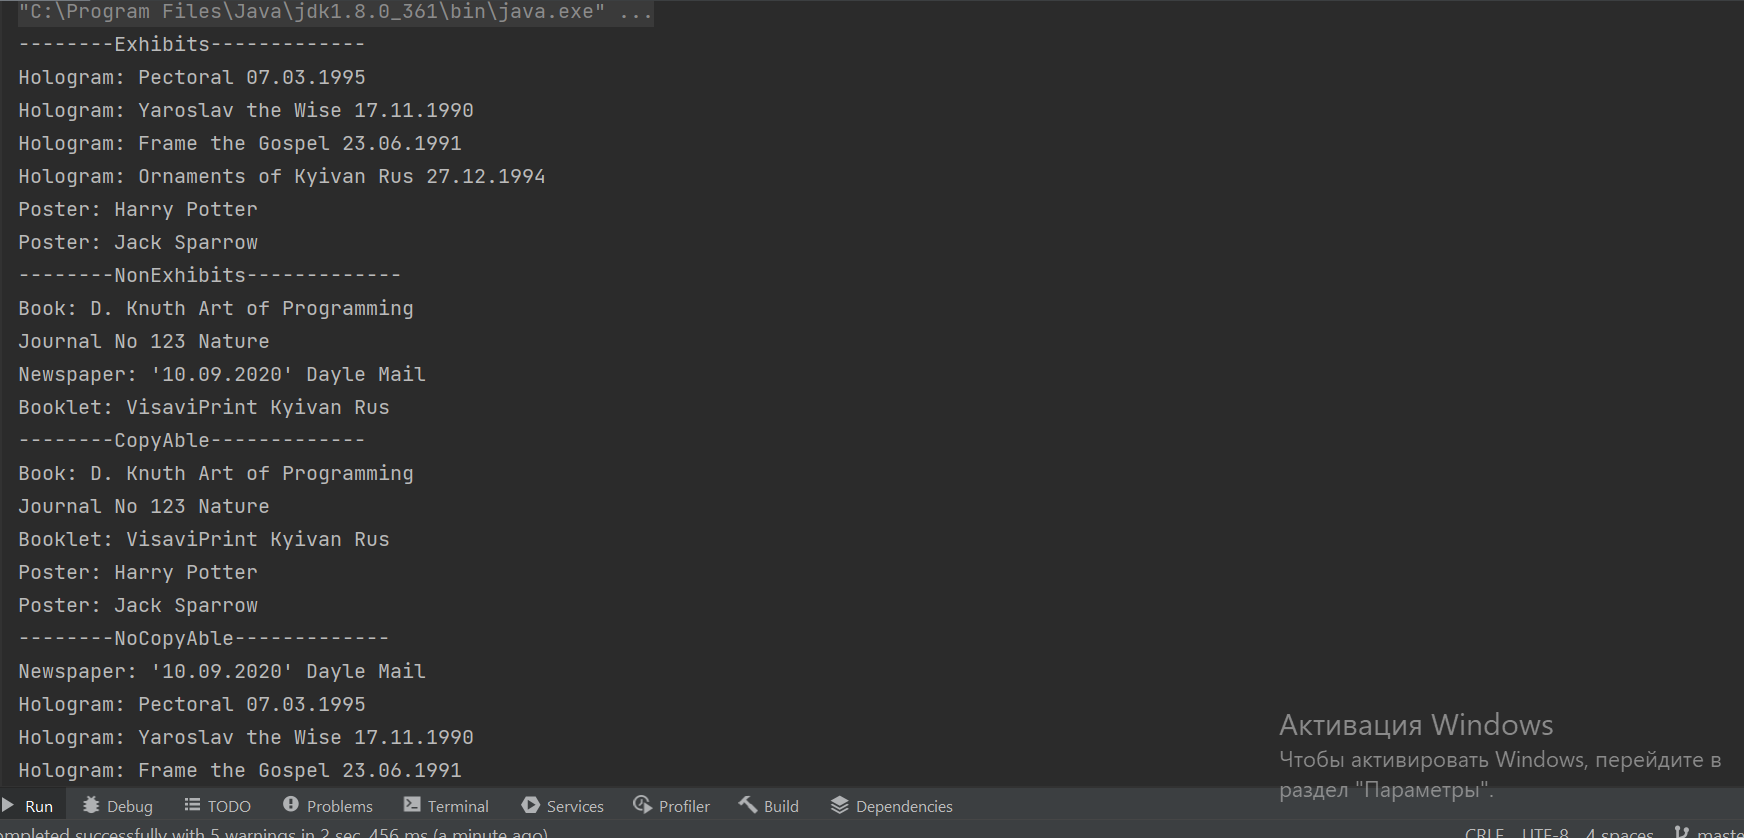 "C:\Program Files\Java\jdk1.8.0_361\bin\java.exe" ...
--------Exhibits-------------
Hologram: Pectoral 07.03.1995
Hologram: Yaroslav the Wise 17.11.1990
Hologram: Frame the Gospel 23.06.1991
Hologram: Ornaments of Kyivan Rus 27.12.1994
Poster: Harry Potter
Poster: Jack Sparrow
--------NonExhibits-------------
Book: D. Knuth Art of Programming
Journal No 123 Nature
Newspaper: '10.09.2020' Dayle Mail
Booklet: VisaviPrint Kyivan Rus
--------CopyAble-------------
Book: D. Knuth Art of Programming
Journal No 123 Nature
Booklet: VisaviPrint Kyivan Rus
Poster: Harry Potter
Poster: Jack Sparrow
--------NoCopyAble-------------
Newspaper: '10.09.2020' Dayle Mail
Hologram: Pectoral 07.03.1995
Hologram: Yaroslav the Wise 17.11.1990
Hologram: Frame the Gospel 23.06.1991
Активация Windows
Чтобы активировать Windows, перейдите в
раздел "Параметры".
Run Debug TODO Problems Terminal Services Profiler Build Dependencies
ompleted successfully with 5 warnings in 2 sec, 456 ms (a minute ago) CRLF UTF-8 4 spaces maste